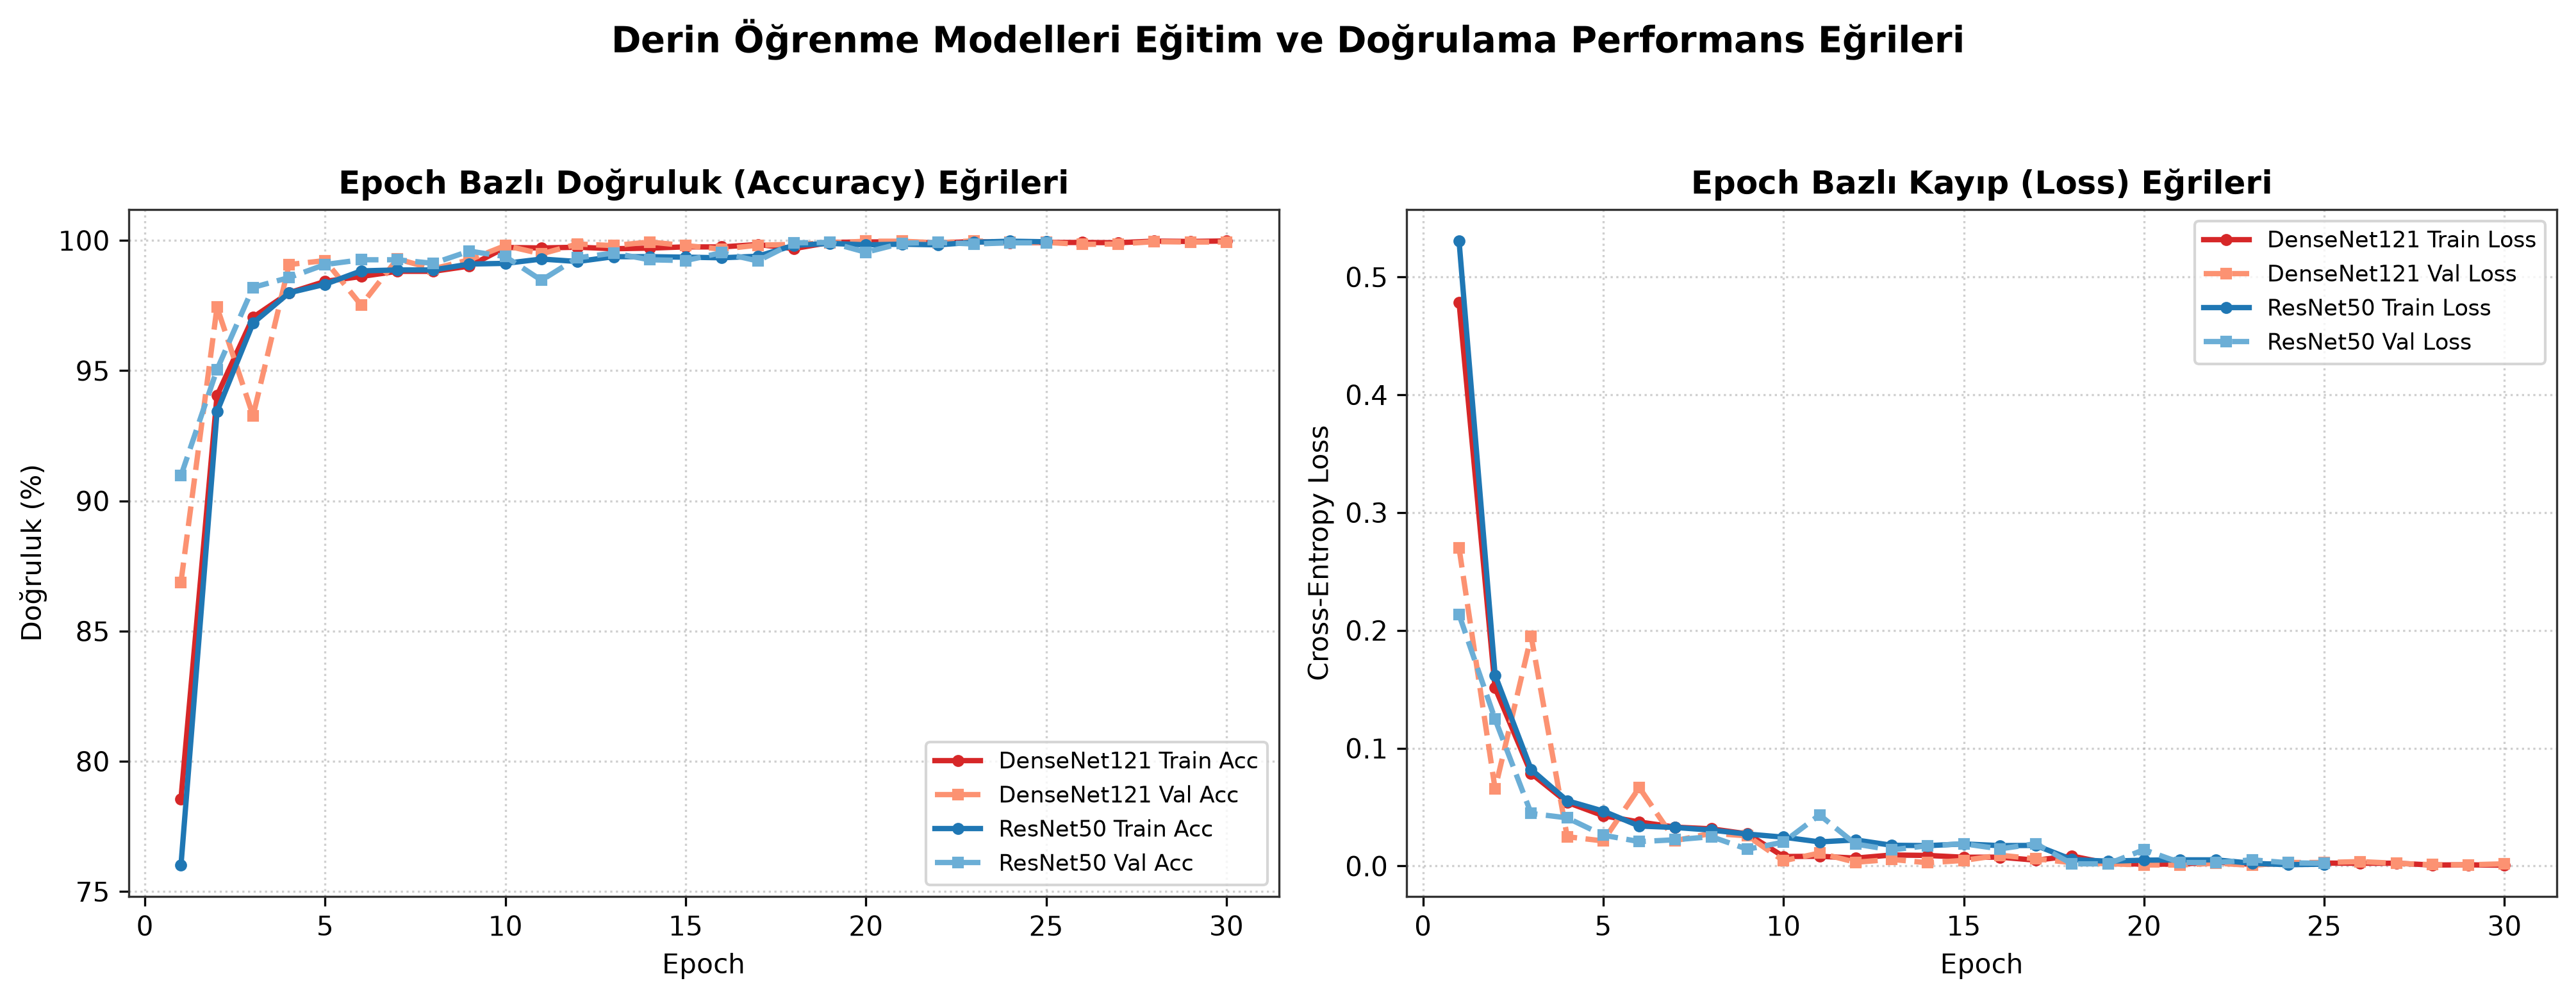 Derin Öğrenme Modelleri Eğitim ve Doğrulama Performans Eğrileri
Epoch Bazlı Doğruluk (Accuracy) Eğrileri
Doğruluk (%)
100
95
90
85
80
75
0 5 10 15 20 25 30
Epoch
DenseNet121 Train Acc
DenseNet121 Val Acc
ResNet50 Train Acc
ResNet50 Val Acc
Epoch Bazlı Kayıp (Loss) Eğrileri
Cross-Entropy Loss
0.5
0.4
0.3
0.2
0.1
0.0
0 5 10 15 20 25 30
Epoch
DenseNet121 Train Loss
DenseNet121 Val Loss
ResNet50 Train Loss
ResNet50 Val Loss